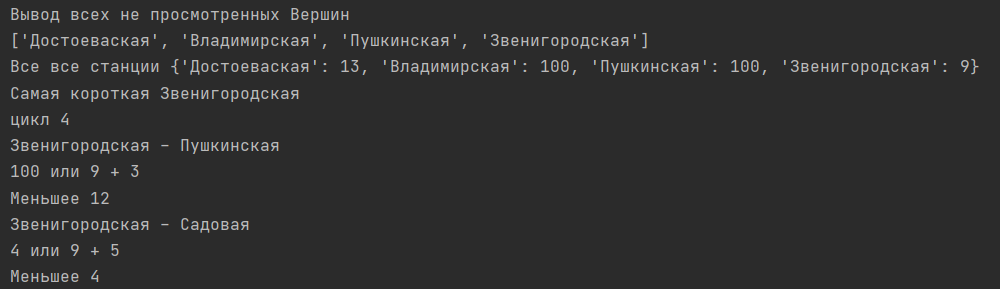 Вывод всех не просмотренных Вершин
['Достоеваская', 'Владимирская', 'Пушкинская', 'Звенигородская']
Все все станции {'Достоеваская': 13, 'Владимирская': 100, 'Пушкинская': 100, 'Звенигородская': 9}
Самая короткая Звенигородская
цикл 4
Звенигородская - Пушкинская
100 или 9 + 3
Меньшее 12
Звенигородская - Садовая
4 или 9 + 5
Меньшее 4